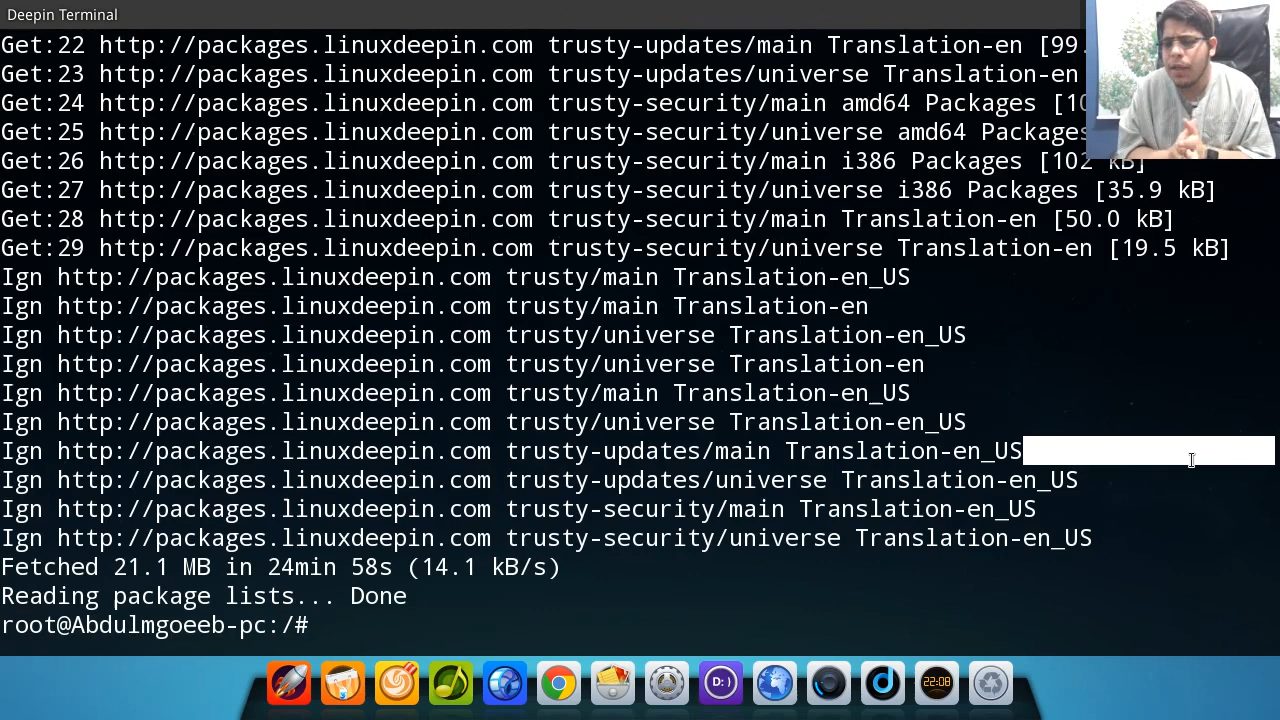 Deepin Terminal
Get:22 http://packages.linuxdeepin.com trusty-updates/main Translation-en [99.
Get:23 http://packages.linuxdeepin.com trusty-updates/universe Translation-en
Get:24 http://packages.linuxdeepin.com trusty-security/main amd64 Packages [10
Get:25 http://packages.linuxdeepin.com trusty-security/universe amd64 Packages
Get:26 http://packages.linuxdeepin.com trusty-security/main i386 Packages [102 kB]
Get:27 http://packages.linuxdeepin.com trusty-security/universe i386 Packages [35.9 kB]
Get:28 http://packages.linuxdeepin.com trusty-security/main Translation-en [50.0 kB]
Get:29 http://packages.linuxdeepin.com trusty-security/universe Translation-en [19.5 kB]
Ign http://packages.linuxdeepin.com trusty/main Translation-en_US
Ign http://packages.linuxdeepin.com trusty/main Translation-en
Ign http://packages.linuxdeepin.com trusty/universe Translation-en_US
Ign http://packages.linuxdeepin.com trusty/universe Translation-en
Ign http://packages.linuxdeepin.com trusty/main Translation-en_US
Ign http://packages.linuxdeepin.com trusty/universe Translation-en_US
Ign http://packages.linuxdeepin.com trusty-updates/main Translation-en_US
Ign http://packages.linuxdeepin.com trusty-updates/universe Translation-en_US
Ign http://packages.linuxdeepin.com trusty-security/main Translation-en_US
Ign http://packages.linuxdeepin.com trusty-security/universe Translation-en_US
Fetched 21.1 MB in 24min 58s (14.1 kB/s)
Reading package lists... Done
root@Abdulmgoeeb-pc:/#
D:)
22:08